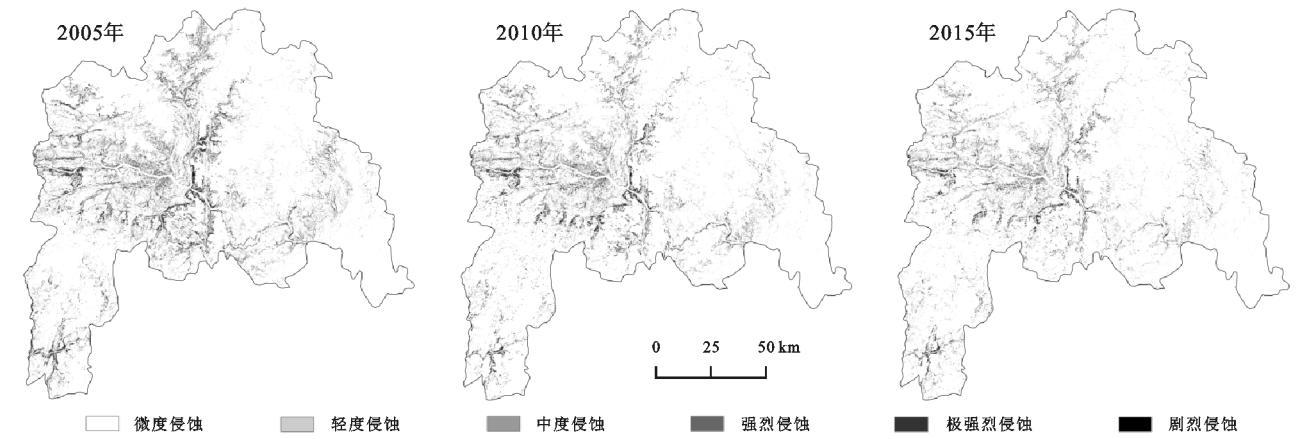 2005年
2010年
2015年
0 25 50 km
微度侵蚀 轻度侵蚀 中度侵蚀 强烈侵蚀 极强烈侵蚀 剧烈侵蚀